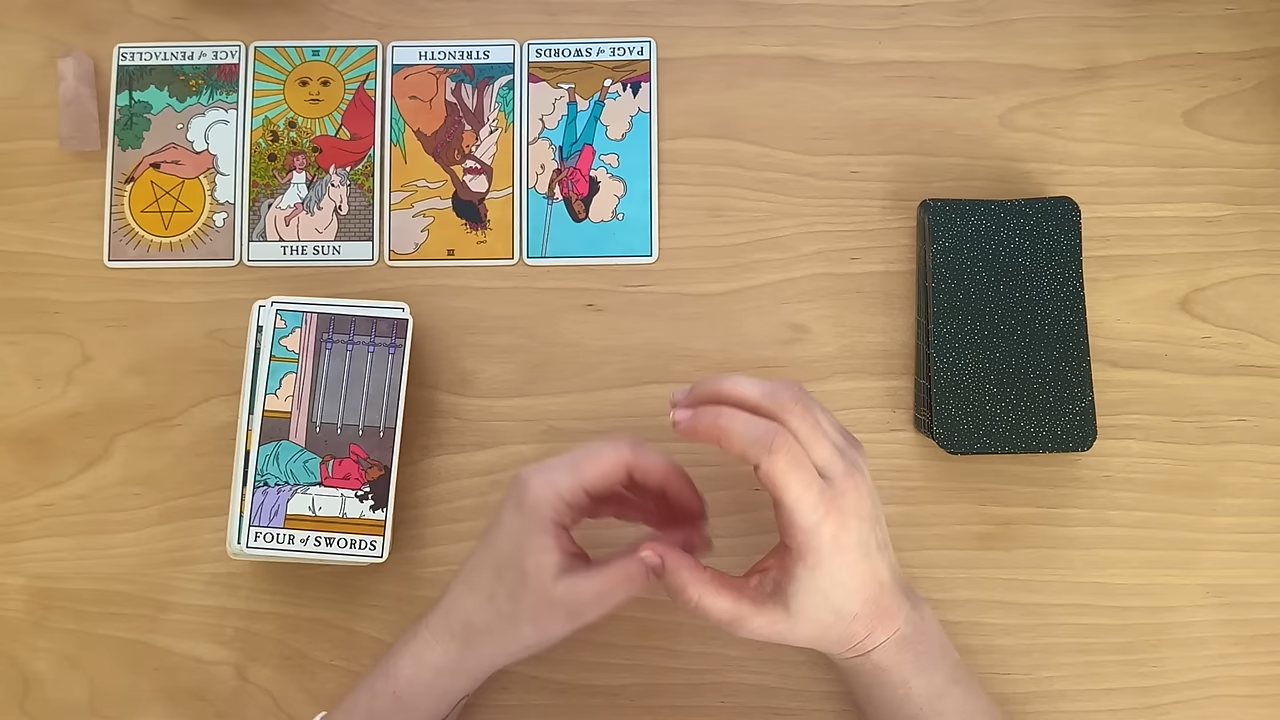 ACE of PENTACLES
THE SUN
STRENGTH
PAGE of SWORDS
FOUR of SWORDS